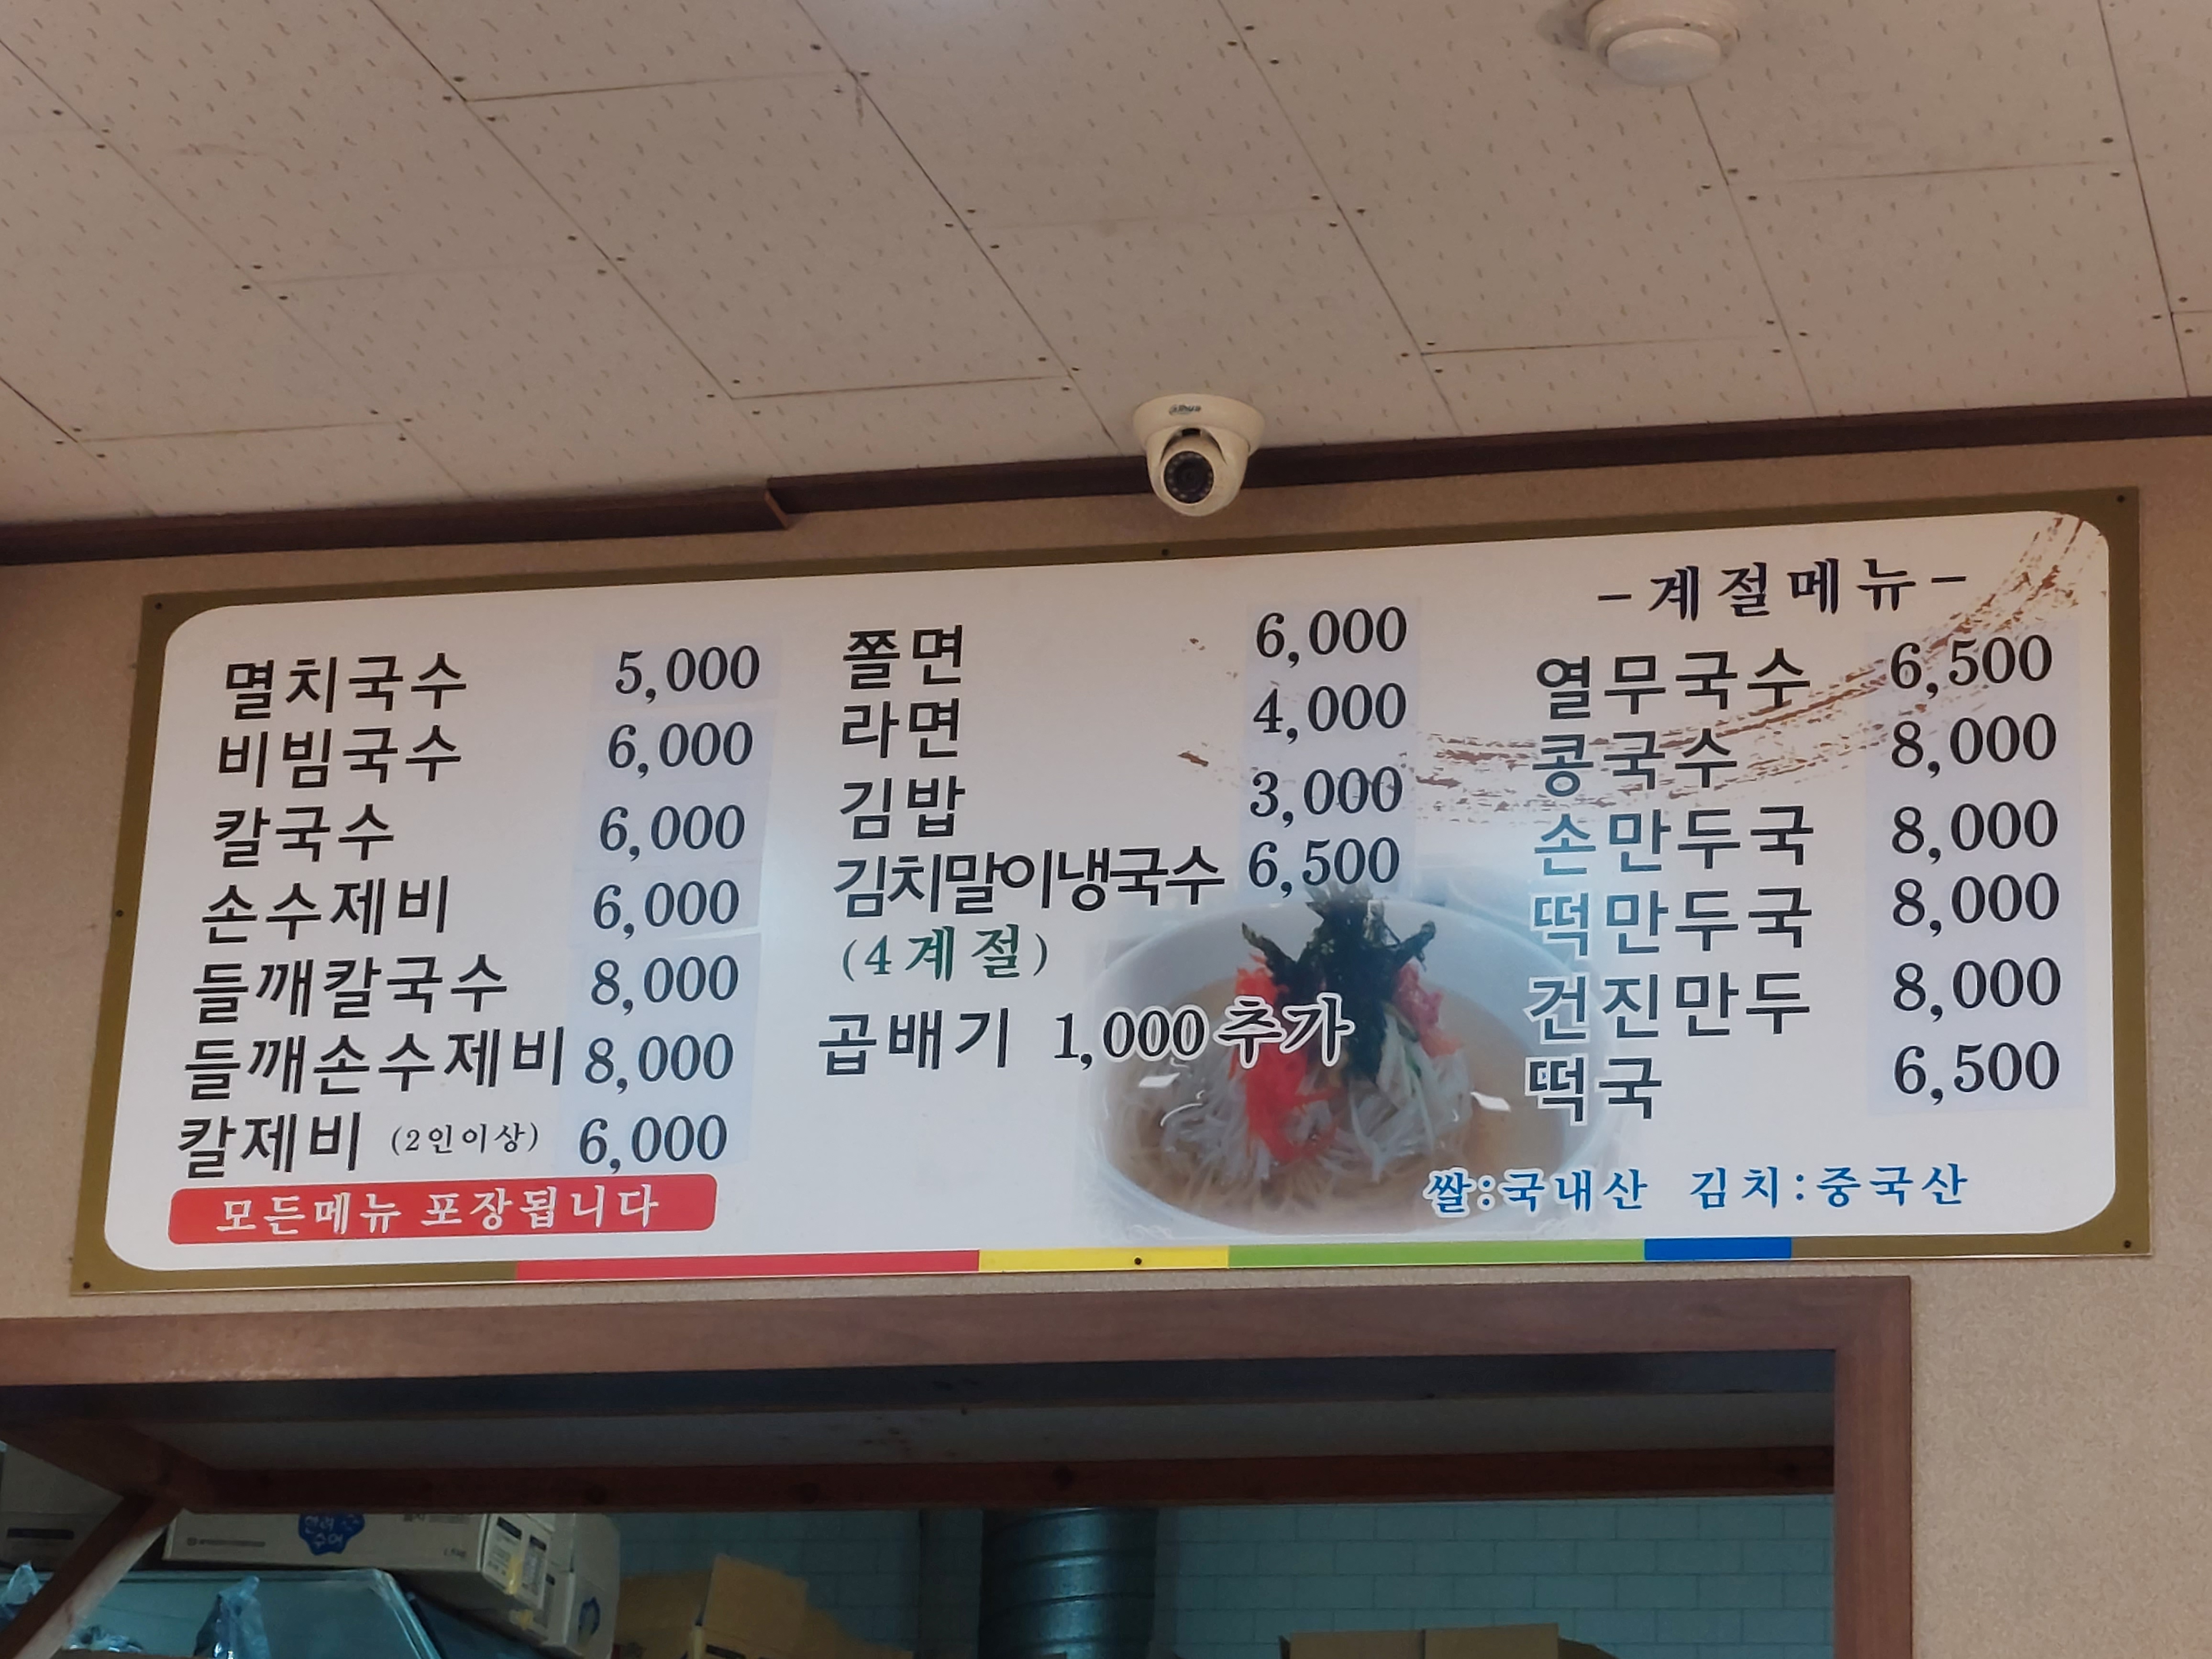 멸치국수 5,000
비빔국수 6,000
칼국수 6,000
손수제비 6,000
들깨칼국수 8,000
들깨손수제비 8,000
칼제비 (2인이상) 6,000
모든메뉴 포장됩니다
쫄면 6,000
라면 4,000
김밥 3,000
김치말이냉국수 6,500
(4계절)
곱배기 1,000추가
-계절메뉴-
열무국수 6,500
콩국수 8,000
손만두국 8,000
떡만두국 8,000
건진만두 8,000
떡국 6,500
쌀:국내산 김치:중국산
alhua